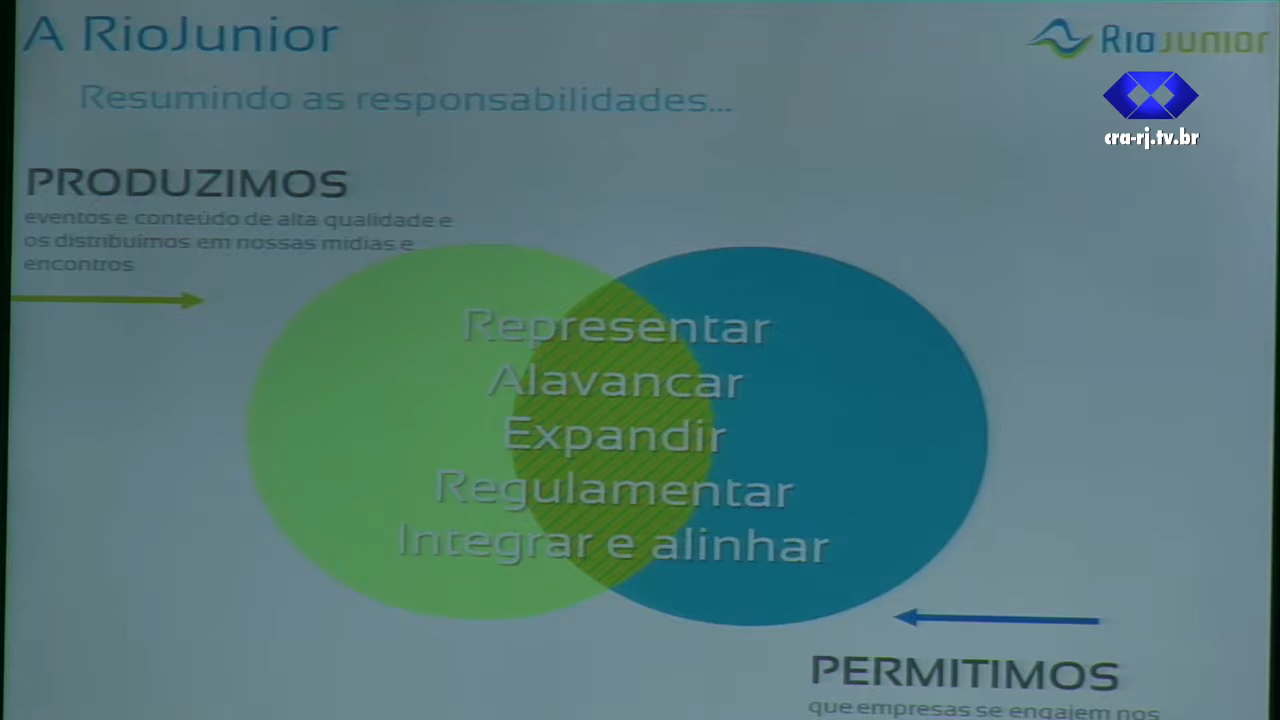 A RioJunior
RioJunior
Resumindo as responsabilidades...
cra-rj.tv.br
PRODUZIMOS
eventos e conteúdo de alta qualidade e
os distribuímos em nossas mídias e
encontros
Representar
Alavancar
Expandir
Regulamentar
Integrar e alinhar
PERMITIMOS
que empresas se engajem nos